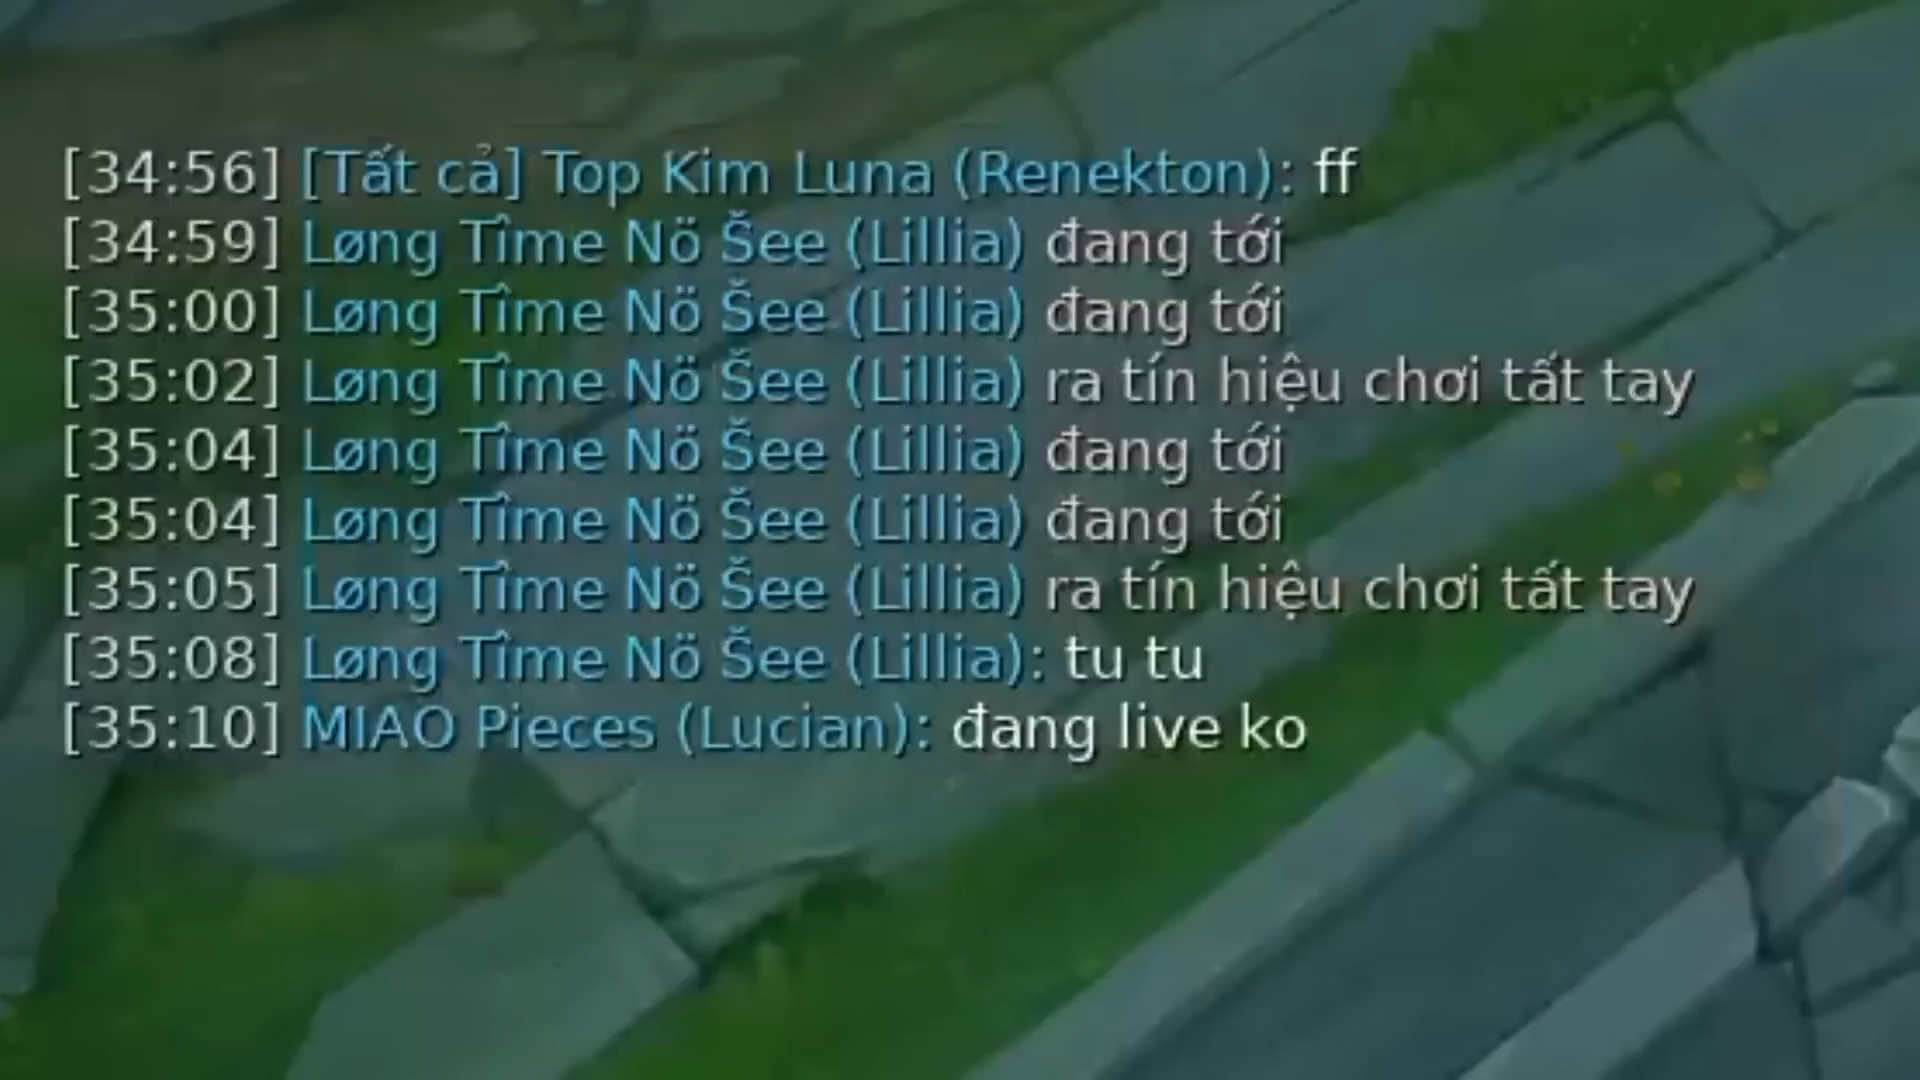 [34:56] [Tất cả] Top Kim Luna (Renekton): ff
[34:59] Løng Tîme Nö Šee (Lillia) đang tới
[35:00] Løng Tîme Nö Šee (Lillia) đang tới
[35:02] Løng Tîme Nö Šee (Lillia) ra tín hiệu chơi tất tay
[35:04] Løng Tîme Nö Šee (Lillia) đang tới
[35:04] Løng Tîme Nö Šee (Lillia) đang tới
[35:05] Løng Tîme Nö Šee (Lillia) ra tín hiệu chơi tất tay
[35:08] Løng Tîme Nö Šee (Lillia): tu tu
[35:10] MIAO Pieces (Lucian): đang live ko